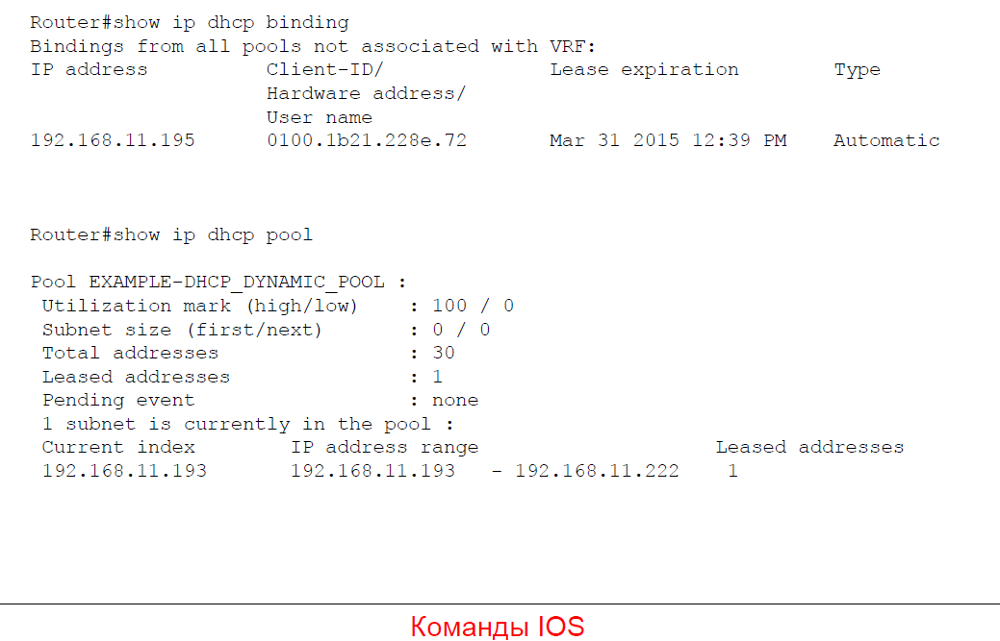 Router#show ip dhcp binding
Bindings from all pools not associated with VRF:
IP address Client-ID/ Lease expiration Type
Hardware address/
User name
192.168.11.195 0100.1b21.228e.72 Mar 31 2015 12:39 PM Automatic
Router#show ip dhcp pool
Pool EXAMPLE-DHCP_DYNAMIC_POOL :
Utilization mark (high/low) : 100 / 0
Subnet size (first/next) : 0 / 0
Total addresses : 30
Leased addresses : 1
Pending event : none
1 subnet is currently in the pool :
Current index IP address range Leased addresses
192.168.11.193 192.168.11.193 - 192.168.11.222 1
Команды IOS